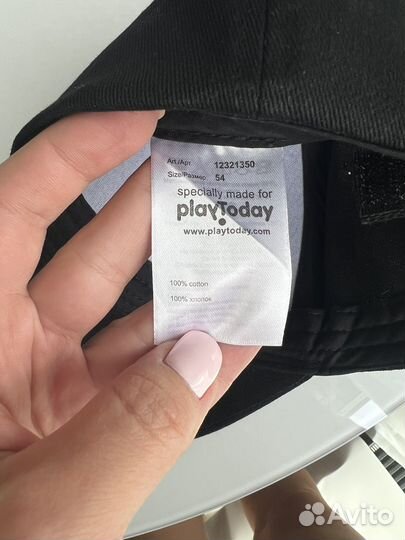 Art./Арт. 12321350
Size/Размер 54
specially made for
playToday
www.playtoday.com
100% cotton
100% хлопок
Avito